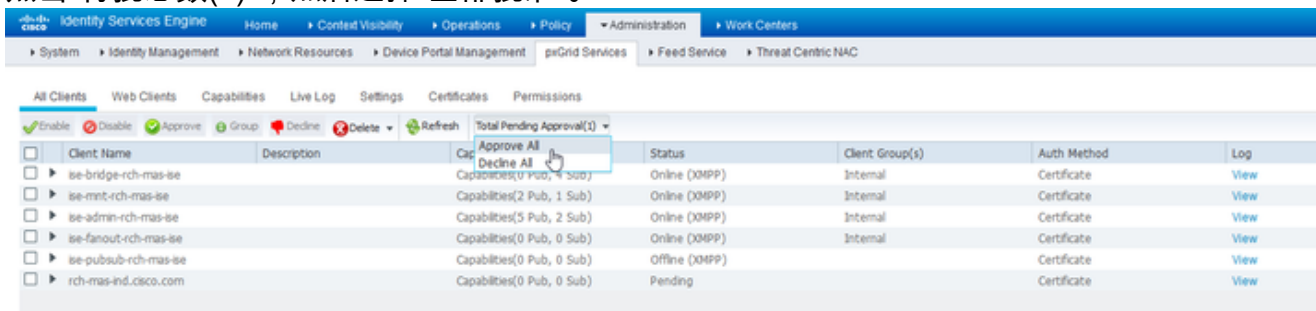 cisco Identity Services Engine Home Context Visibility Operations Policy Administration Work Centers
System Identity Management Network Resources Device Portal Management pxGrid Services Feed Service Threat Centric NAC
All Clients Web Clients Capabilities Live Log Settings Certificates Permissions
Enable Disable Approve Group Decline Delete Refresh Total Pending Approval(1)
Approve All
Decline All
Client Name Description Status Client Group(s) Auth Method Log
ise-bridge-rch-mas-ise Capabilities(0 Pub, 4 Sub) Online (XMPP) Internal Certificate View
ise-mnt-rch-mas-ise Capabilities(2 Pub, 1 Sub) Online (XMPP) Internal Certificate View
ise-admin-rch-mas-ise Capabilities(5 Pub, 2 Sub) Online (XMPP) Internal Certificate View
ise-fanout-rch-mas-ise Capabilities(0 Pub, 0 Sub) Online (XMPP) Internal Certificate View
ise-pubsub-rch-mas-ise Capabilities(0 Pub, 0 Sub) Offline (XMPP) Certificate View
rch-mas-ind.cisco.com Capabilities(0 Pub, 0 Sub) Pending Certificate View